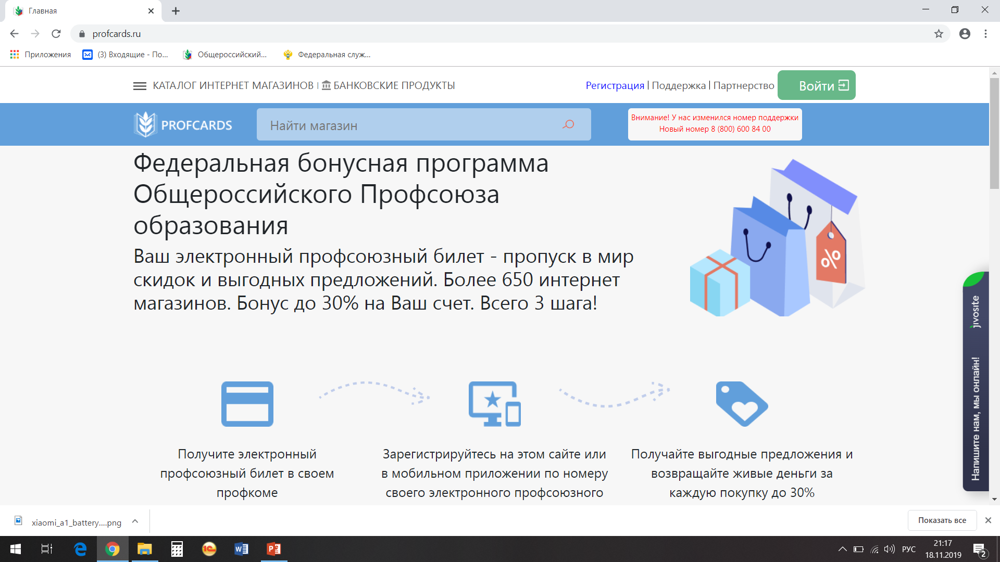 Главная
profcards.ru
Приложения
(3) Входящие - По...
Общероссийский...
Федеральная служ...
КАТАЛОГ ИНТЕРНЕТ МАГАЗИНОВ | БАНКОВСКИЕ ПРОДУКТЫ
Регистрация | Поддержка | Партнерство
Войти
PROFCARDS
Найти магазин
Внимание! У нас изменился номер поддержки
Новый номер 8 (800) 600 84 00
Федеральная бонусная программа
Общероссийского Профсоюза
образования
Ваш электронный профсоюзный билет - пропуск в мир
скидок и выгодных предложений. Более 650 интернет
магазинов. Бонус до 30% на Ваш счет. Всего 3 шага!
%
jivosite
Напишите нам, мы онлайн!
Получите электронный
профсоюзный билет в своем
профкоме
Зарегистрируйтесь на этом сайте или
в мобильном приложении по номеру
своего электронного профсоюзного
Получайте выгодные предложения и
возвращайте живые деньги за
каждую покупку до 30%
xiaomi_a1_battery....png
Показать все
РУС
21:17
18.11.2019
2